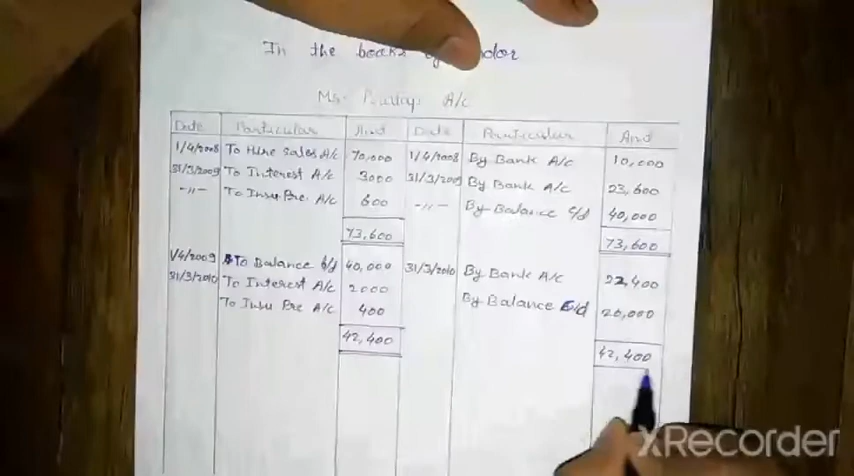 In the books of
Ms. A/c
Date Particular Amd Date Particular Amd
1/4/2008 To Hire Sales A/c 70,000 1/4/2008 By Bank A/c 10,000
31/3/2009 To Interest A/c 3000 31/3/2009 By Bank A/c 23,600
-"- To Insu Pre. A/c 600 -"- By Balance c/d 40,000
73,600 73,600
1/4/2009 To Balance b/d 40,000 31/3/2010 By Bank A/c 22,400
31/3/2010 To Interest A/c 2000 By Balance c/d 20,000
To Insu Pre A/c 400
42,400 42,400
XRecorder